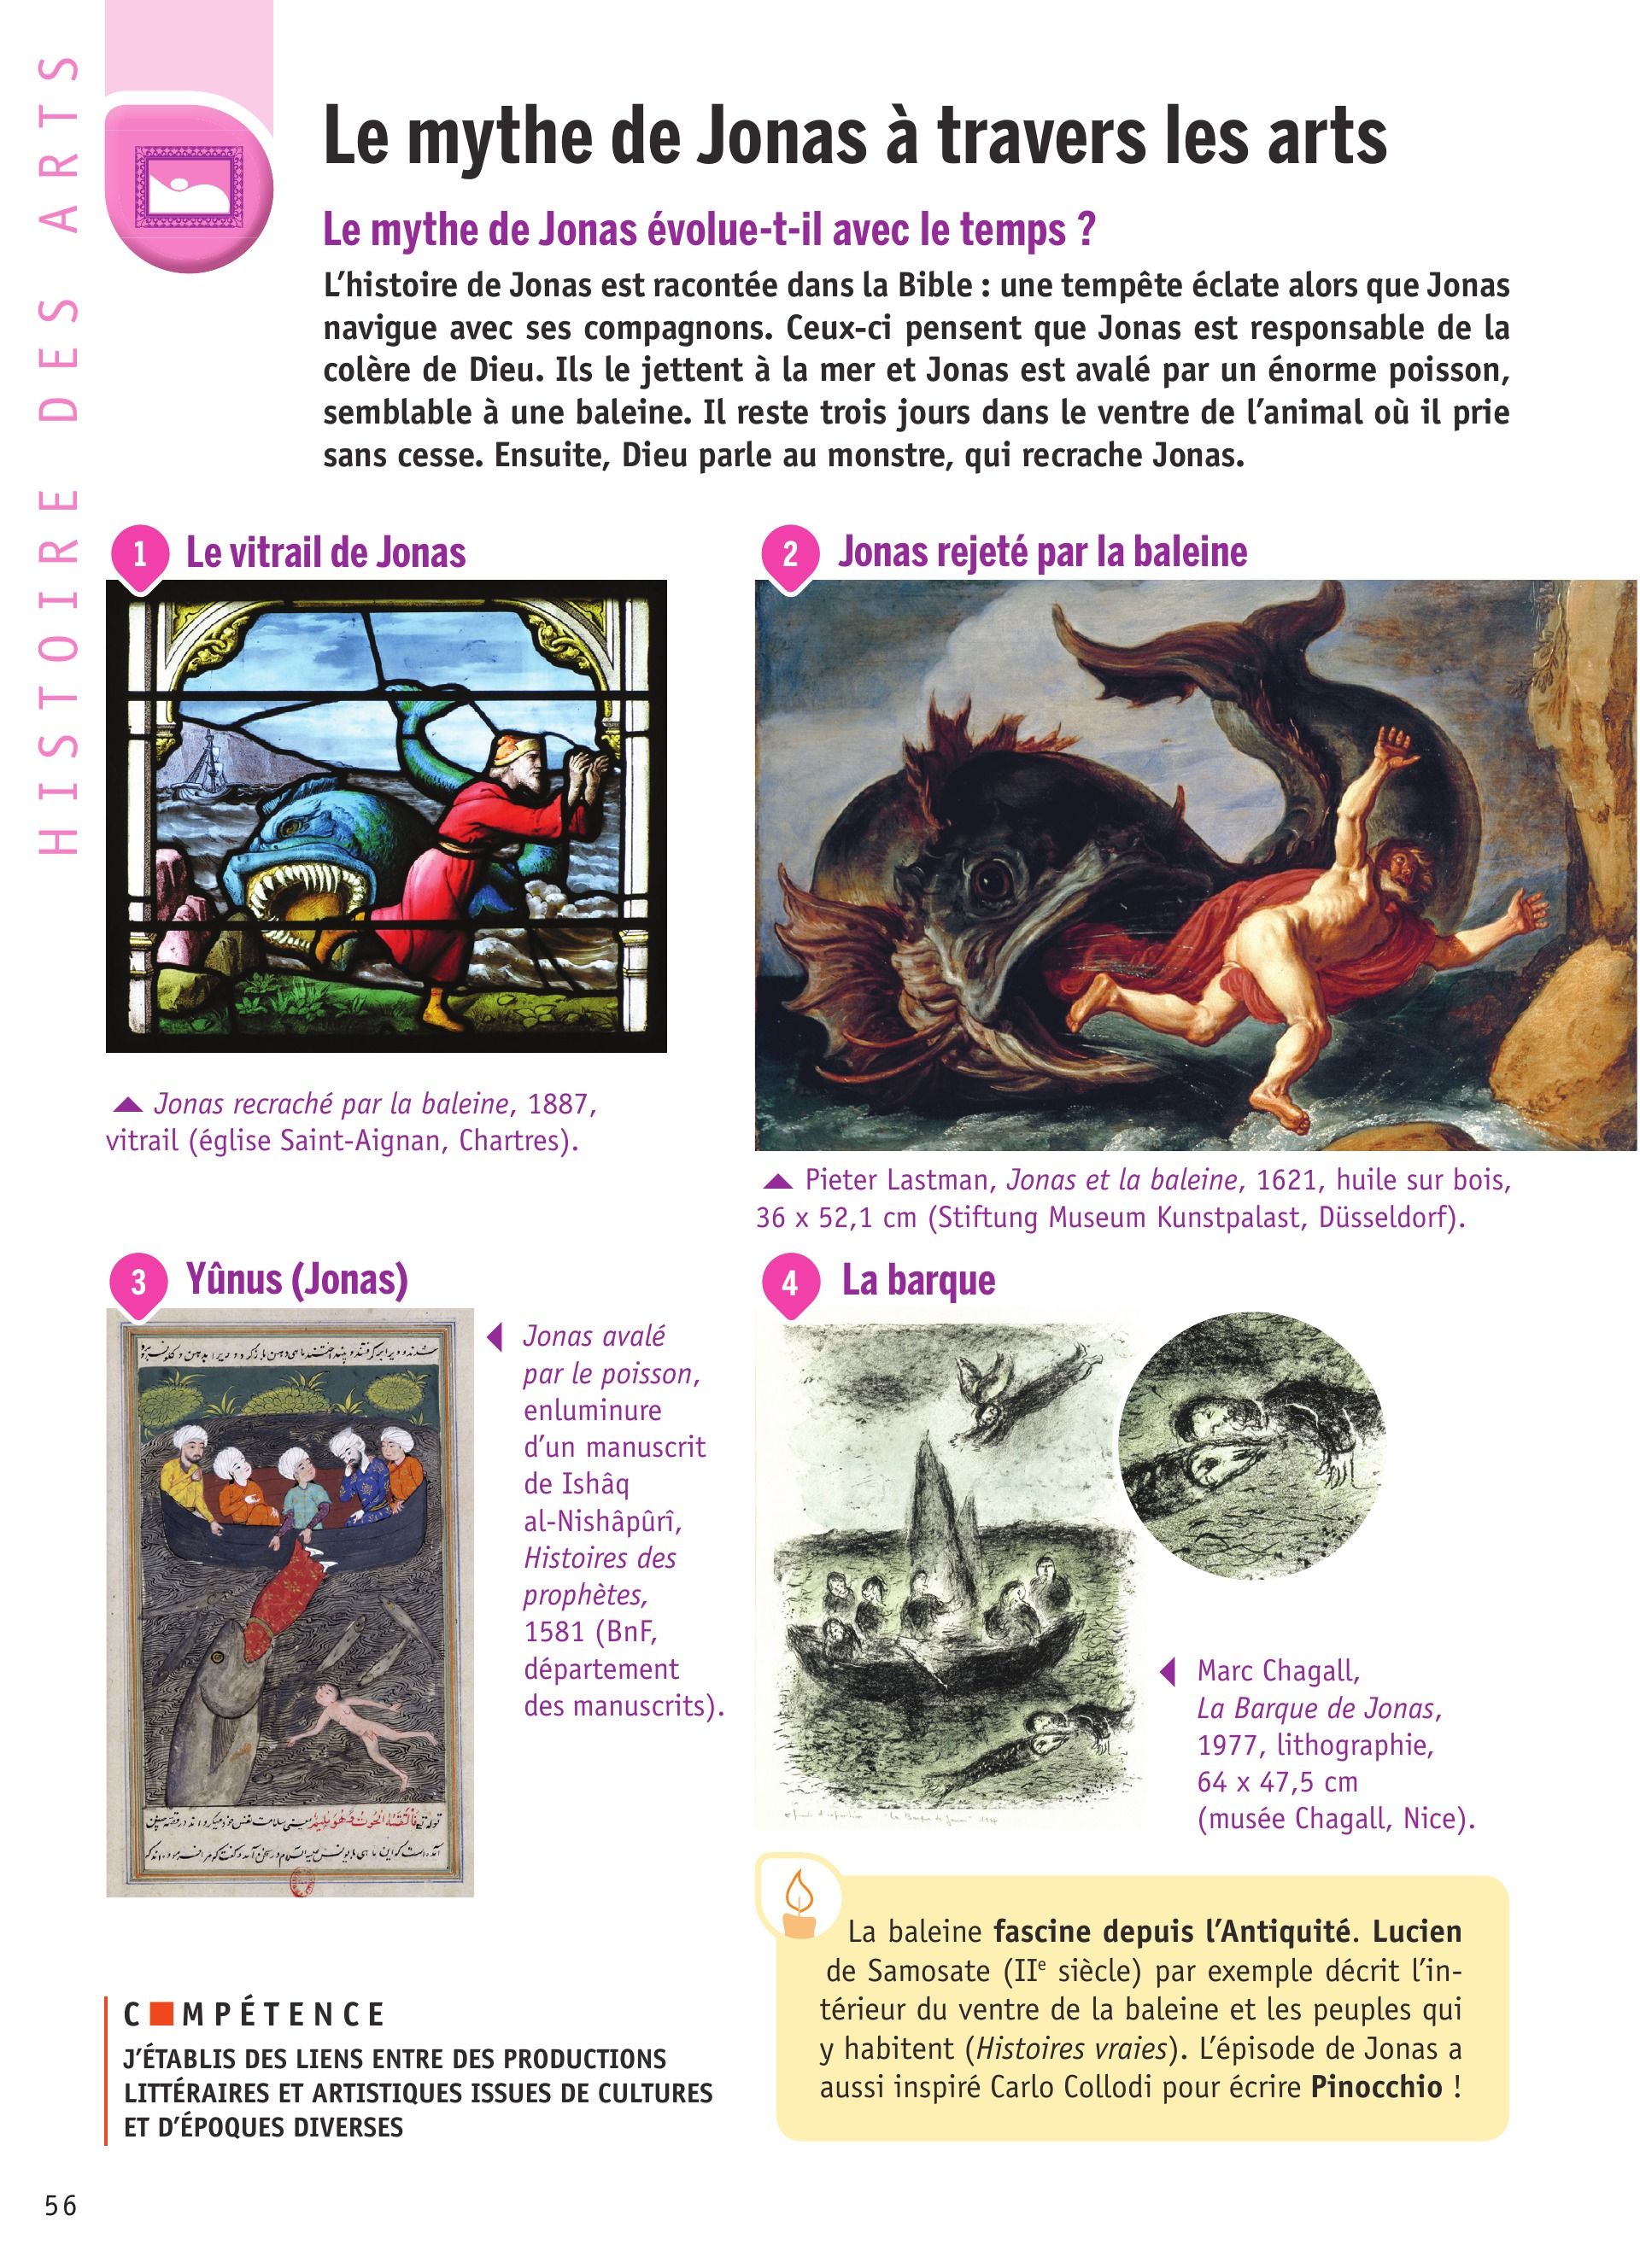 HISTOIRE DES ARTS
Le mythe de Jonas à travers les arts
Le mythe de Jonas évolue-t-il avec le temps ?
L’histoire de Jonas est racontée dans la Bible : une tempête éclate alors que Jonas
navigue avec ses compagnons. Ceux-ci pensent que Jonas est responsable de la
colère de Dieu. Ils le jettent à la mer et Jonas est avalé par un énorme poisson,
semblable à une baleine. Il reste trois jours dans le ventre de l’animal où il prie
sans cesse. Ensuite, Dieu parle au monstre, qui recrache Jonas.
1 Le vitrail de Jonas
Jonas recraché par la baleine, 1887,
vitrail (église Saint-Aignan, Chartres).
2 Jonas rejeté par la baleine
Pieter Lastman, Jonas et la baleine, 1621, huile sur bois,
36 x 52,1 cm (Stiftung Museum Kunstpalast, Düsseldorf).
3 Yûnus (Jonas)
Jonas avalé
par le poisson,
enluminure
d’un manuscrit
de Ishâq
al-Nishâpûrî,
Histoires des
prophètes,
1581 (BnF,
département
des manuscrits).
4 La barque
Marc Chagall,
La Barque de Jonas,
1977, lithographie,
64 x 47,5 cm
(musée Chagall, Nice).
La baleine fascine depuis l’Antiquité. Lucien
de Samosate (IIe siècle) par exemple décrit l’in-
térieur du ventre de la baleine et les peuples qui
y habitent (Histoires vraies). L’épisode de Jonas a
aussi inspiré Carlo Collodi pour écrire Pinocchio !
COMPÉTENCE
J’ÉTABLIS DES LIENS ENTRE DES PRODUCTIONS
LITTÉRAIRES ET ARTISTIQUES ISSUES DE CULTURES
ET D’ÉPOQUES DIVERSES
56